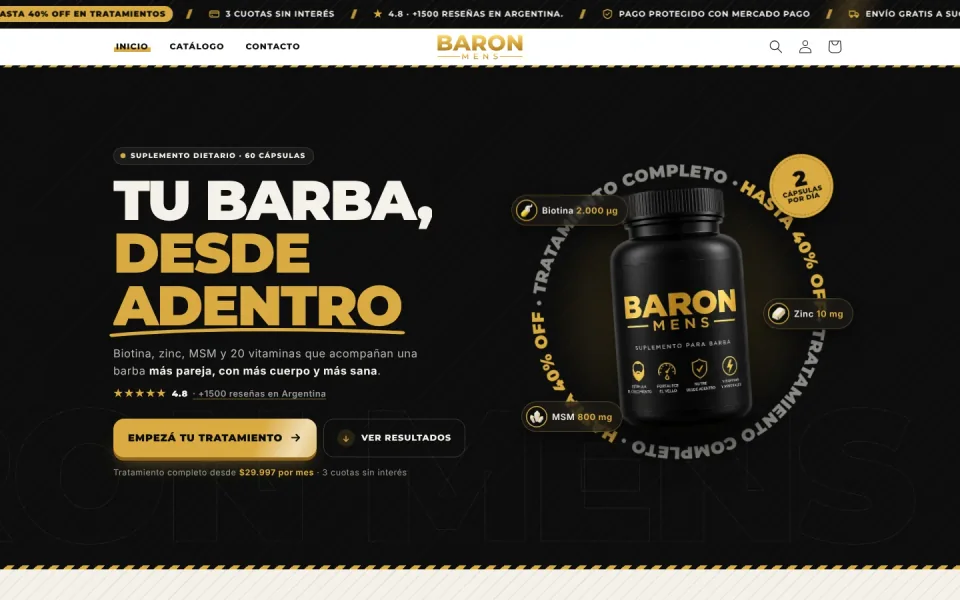 ASTA 40% OFF EN TRATAMIENTOS / 3 CUOTAS SIN INTERÉS / ★ 4.8 · +1500 RESEÑAS EN ARGENTINA. / PAGO PROTEGIDO CON MERCADO PAGO / ENVÍO GRATIS A SU
INICIO CATÁLOGO CONTACTO
BARON
MENS
SUPLEMENTO DIETARIO · 60 CÁPSULAS
TU BARBA,
DESDE
ADENTRO
Biotina, zinc, MSM y 20 vitaminas que acompañan una
barba más pareja, con más cuerpo y más sana.
★★★★★ 4.8 · +1500 reseñas en Argentina
EMPEZÁ TU TRATAMIENTO →
↓ VER RESULTADOS
Tratamiento completo desde $29.997 por mes · 3 cuotas sin interés
TRATAMIENTO COMPLETO · HASTA 40% OFF · TRATAMIENTO COMPLETO · HASTA 40% OFF ·
2
CÁPSULAS
POR DÍA
Biotina 2.000 µg
Zinc 10 mg
MSM 800 mg
BARON
MENS
SUPLEMENTO PARA BARBA
BARON MENS